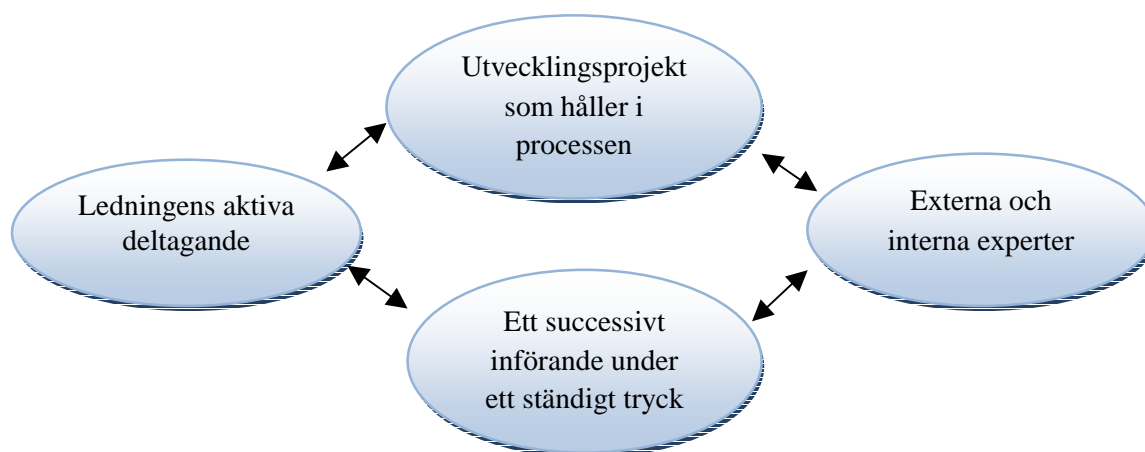 Utvecklingsprojekt
som håller i
processen
Ledningens aktiva
deltagande
Externa och
interna experter
Ett successivt
införande under
ett ständigt tryck